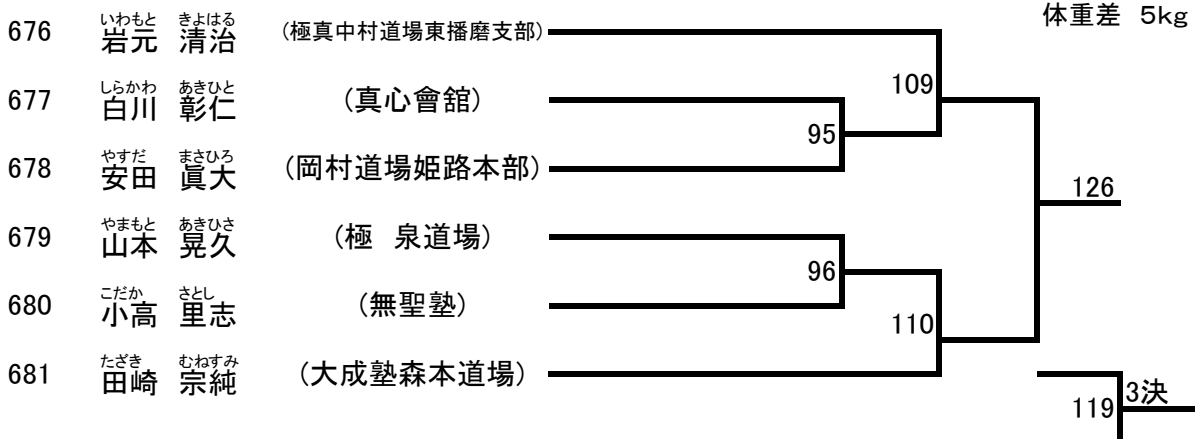 体重差 5kg
いわもと きよはる
676 岩元 清治 (極真中村道場東播磨支部)
109
しらかわ あきひと
677 白川 彰仁 (真心會舘)
95
やすだ まさひろ
678 安田 眞大 (岡村道場姫路本部)
126
やまもと あきひさ
679 山本 晃久 (極 泉道場)
96
こだか さとし
680 小高 里志 (無聖塾)
110
たざき むねすみ
681 田崎 宗純 (大成塾森本道場)
119 3決